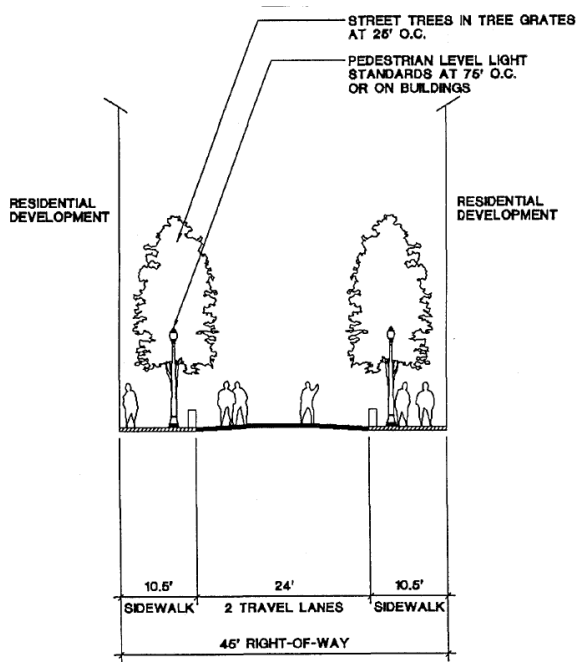 STREET TREES IN TREE GRATES
AT 25' O.C.
PEDESTRIAN LEVEL LIGHT
STANDARDS AT 75' O.C.
OR ON BUILDINGS
RESIDENTIAL
DEVELOPMENT
RESIDENTIAL
DEVELOPMENT
10.5'
24'
10.5'
SIDEWALK
2 TRAVEL LANES
SIDEWALK
45' RIGHT-OF-WAY